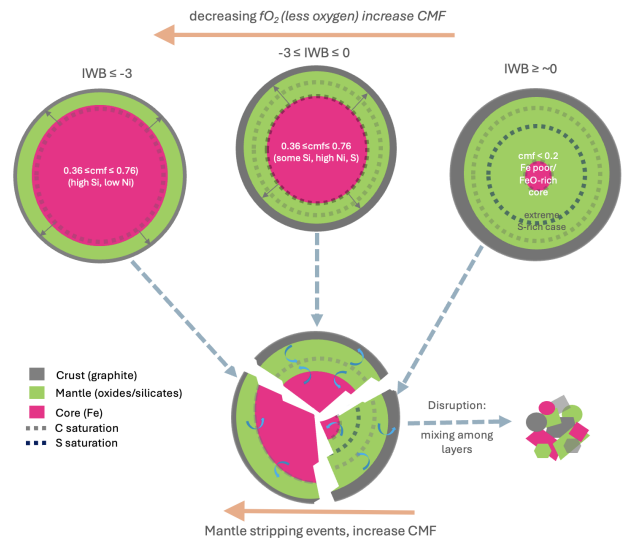 decreasing fO2 (less oxygen) increase CMF
IWB ≤ -3
-3 ≤ IWB ≤ 0
IWB ≥ ~0
0.36 ≤cmf ≤ 0.76)
(high Si, low Ni)
0.36 ≤cmf≤ 0.76
(some Si, high Ni, S)
cmf < 0.2
Fe poor/
FeO-rich
core
extreme
S-rich case
Crust (graphite)
Mantle (oxides/silicates)
Core (Fe)
C saturation
S saturation
Disruption:
mixing among
layers
Mantle stripping events, increase CMF